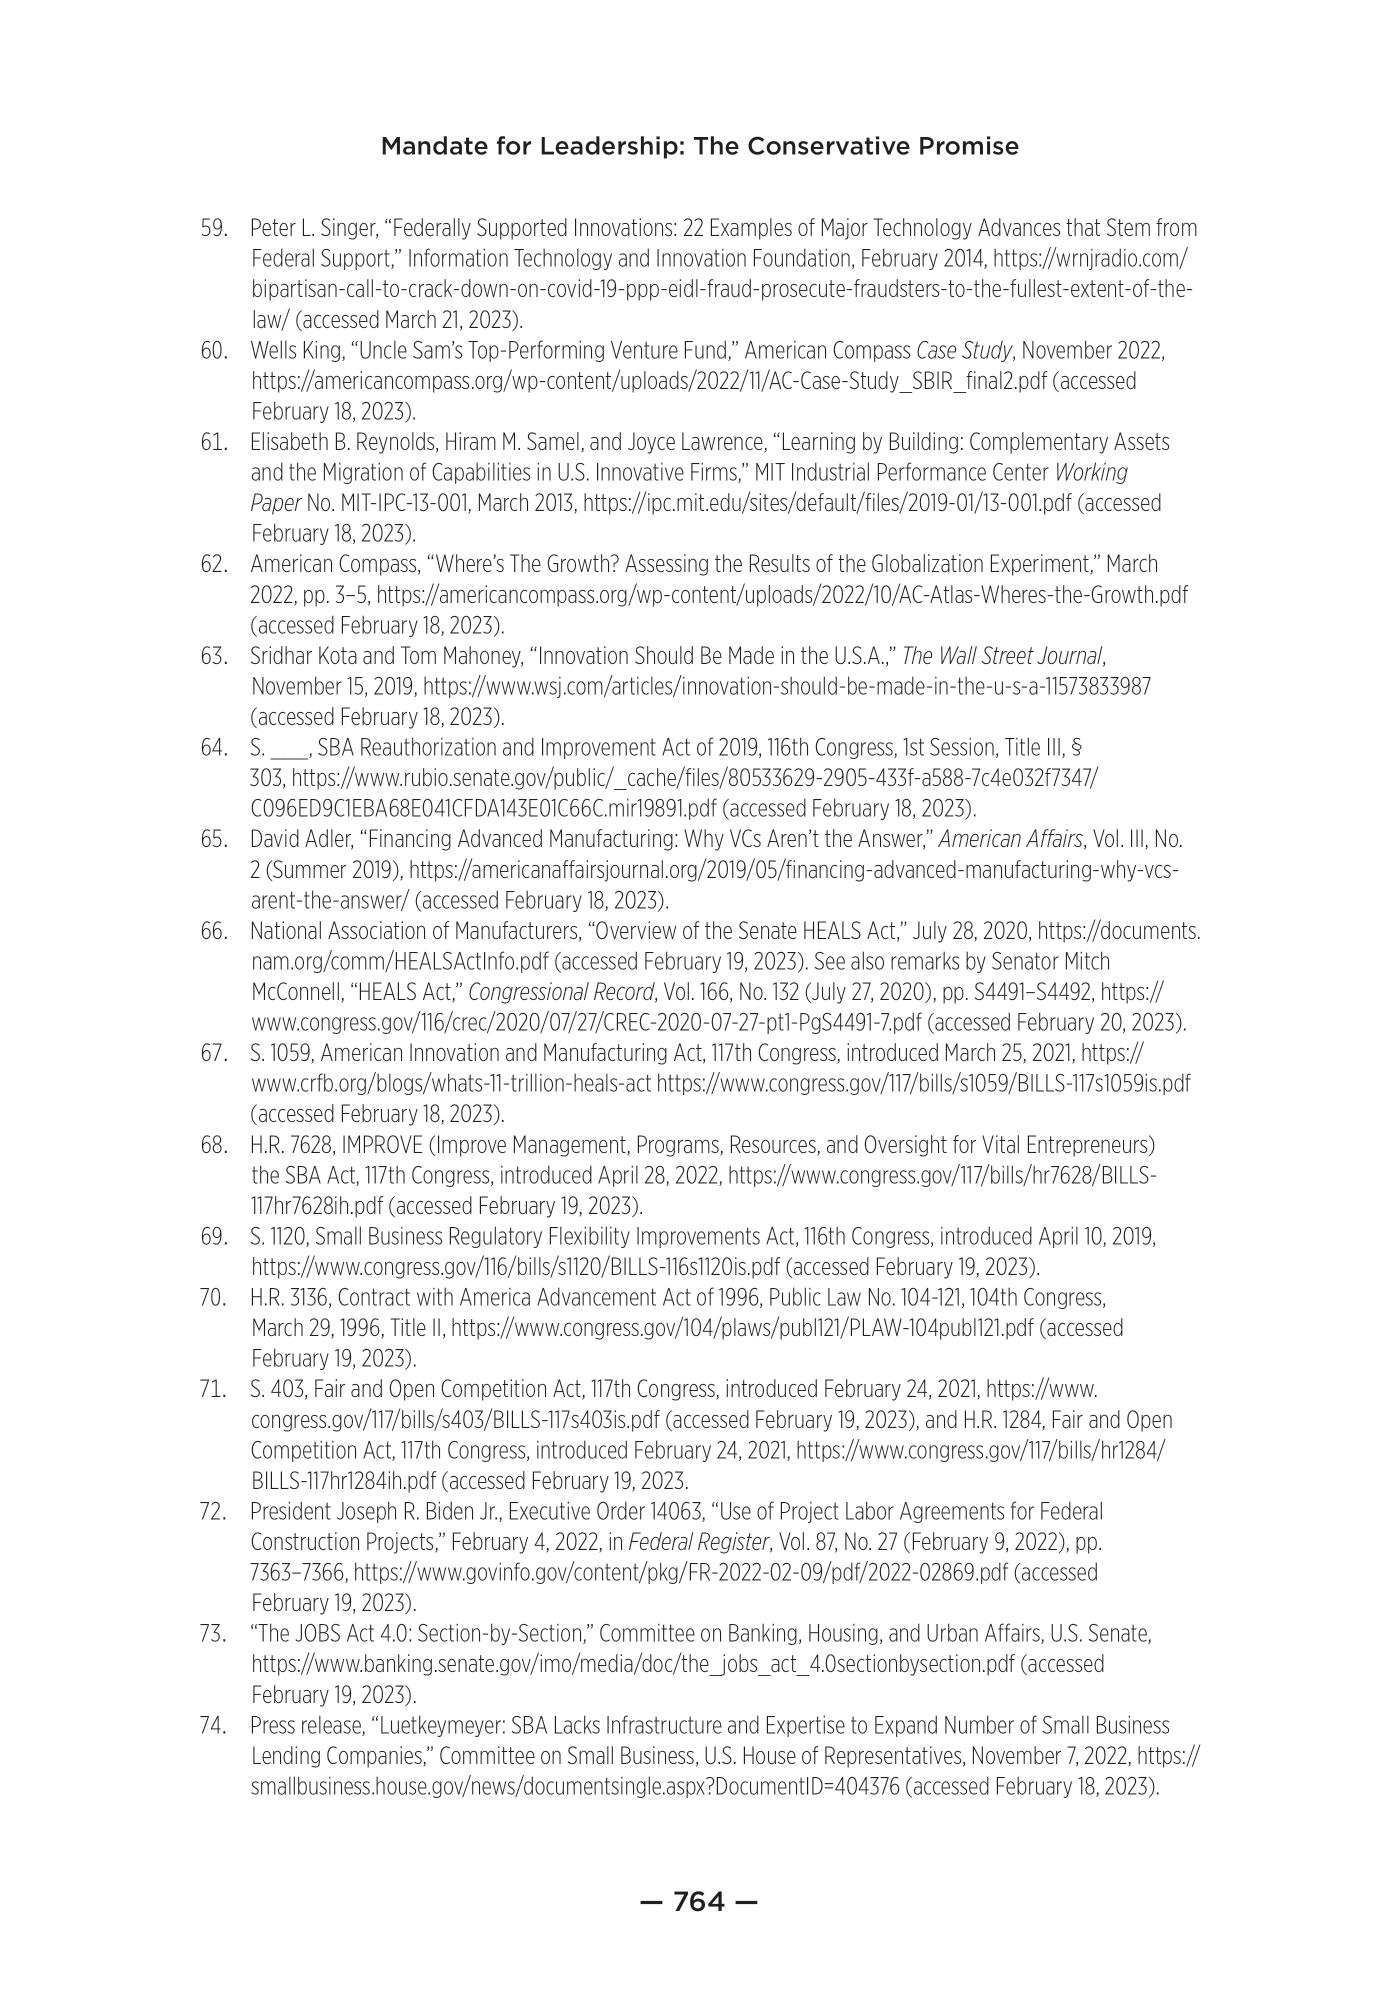 Mandate for Leadership: The Conservative Promise
59. Peter L. Singer, “Federally Supported Innovations: 22 Examples of Major Technology Advances that Stem from
Federal Support,” Information Technology and Innovation Foundation, February 2014, https://wrnjradio.com/
bipartisan-call-to-crack-down-on-covid-19-ppp-eidl-fraud-prosecute-fraudsters-to-the-fullest-extent-of-the-
law/ (accessed March 21, 2023).
60. Wells King, “Uncle Sam’s Top-Performing Venture Fund,” American Compass Case Study, November 2022,
https://americancompass.org/wp-content/uploads/2022/11/AC-Case-Study_SBIR_final2.pdf (accessed
February 18, 2023).
61. Elisabeth B. Reynolds, Hiram M. Samel, and Joyce Lawrence, “Learning by Building: Complementary Assets
and the Migration of Capabilities in U.S. Innovative Firms,” MIT Industrial Performance Center Working
Paper No. MIT-IPC-13-001, March 2013, https://ipc.mit.edu/sites/default/files/2019-01/13-001.pdf (accessed
February 18, 2023).
62. American Compass, “Where’s The Growth? Assessing the Results of the Globalization Experiment,” March
2022, pp. 3–5, https://americancompass.org/wp-content/uploads/2022/10/AC-Atlas-Wheres-the-Growth.pdf
(accessed February 18, 2023).
63. Sridhar Kota and Tom Mahoney, “Innovation Should Be Made in the U.S.A.,” The Wall Street Journal,
November 15, 2019, https://www.wsj.com/articles/innovation-should-be-made-in-the-u-s-a-11573833987
(accessed February 18, 2023).
64. S. ___, SBA Reauthorization and Improvement Act of 2019, 116th Congress, 1st Session, Title III, §
303, https://www.rubio.senate.gov/public/_cache/files/80533629-2905-433f-a588-7c4e032f7347/
C096ED9C1EBA68E041CFDA143E01C66C.mir19891.pdf (accessed February 18, 2023).
65. David Adler, “Financing Advanced Manufacturing: Why VCs Aren’t the Answer,” American Affairs, Vol. III, No.
2 (Summer 2019), https://americanaffairsjournal.org/2019/05/financing-advanced-manufacturing-why-vcs-
arent-the-answer/ (accessed February 18, 2023).
66. National Association of Manufacturers, “Overview of the Senate HEALS Act,” July 28, 2020, https://documents.
nam.org/comm/HEALSActInfo.pdf (accessed February 19, 2023). See also remarks by Senator Mitch
McConnell, “HEALS Act,” Congressional Record, Vol. 166, No. 132 (July 27, 2020), pp. S4491–S4492, https://
www.congress.gov/116/crec/2020/07/27/CREC-2020-07-27-pt1-PgS4491-7.pdf (accessed February 20, 2023).
67. S. 1059, American Innovation and Manufacturing Act, 117th Congress, introduced March 25, 2021, https://
www.crfb.org/blogs/whats-11-trillion-heals-act https://www.congress.gov/117/bills/s1059/BILLS-117s1059is.pdf
(accessed February 18, 2023).
68. H.R. 7628, IMPROVE (Improve Management, Programs, Resources, and Oversight for Vital Entrepreneurs)
the SBA Act, 117th Congress, introduced April 28, 2022, https://www.congress.gov/117/bills/hr7628/BILLS-
117hr7628ih.pdf (accessed February 19, 2023).
69. S. 1120, Small Business Regulatory Flexibility Improvements Act, 116th Congress, introduced April 10, 2019,
https://www.congress.gov/116/bills/s1120/BILLS-116s1120is.pdf (accessed February 19, 2023).
70. H.R. 3136, Contract with America Advancement Act of 1996, Public Law No. 104-121, 104th Congress,
March 29, 1996, Title II, https://www.congress.gov/104/plaws/publ121/PLAW-104publ121.pdf (accessed
February 19, 2023).
71. S. 403, Fair and Open Competition Act, 117th Congress, introduced February 24, 2021, https://www.
congress.gov/117/bills/s403/BILLS-117s403is.pdf (accessed February 19, 2023), and H.R. 1284, Fair and Open
Competition Act, 117th Congress, introduced February 24, 2021, https://www.congress.gov/117/bills/hr1284/
BILLS-117hr1284ih.pdf (accessed February 19, 2023.
72. President Joseph R. Biden Jr., Executive Order 14063, “Use of Project Labor Agreements for Federal
Construction Projects,” February 4, 2022, in Federal Register, Vol. 87, No. 27 (February 9, 2022), pp.
7363–7366, https://www.govinfo.gov/content/pkg/FR-2022-02-09/pdf/2022-02869.pdf (accessed
February 19, 2023).
73. “The JOBS Act 4.0: Section-by-Section,” Committee on Banking, Housing, and Urban Affairs, U.S. Senate,
https://www.banking.senate.gov/imo/media/doc/the_jobs_act_4.0sectionbysection.pdf (accessed
February 19, 2023).
74. Press release, “Luetkeymeyer: SBA Lacks Infrastructure and Expertise to Expand Number of Small Business
Lending Companies,” Committee on Small Business, U.S. House of Representatives, November 7, 2022, https://
smallbusiness.house.gov/news/documentsingle.aspx?DocumentID=404376 (accessed February 18, 2023).
— 764 —